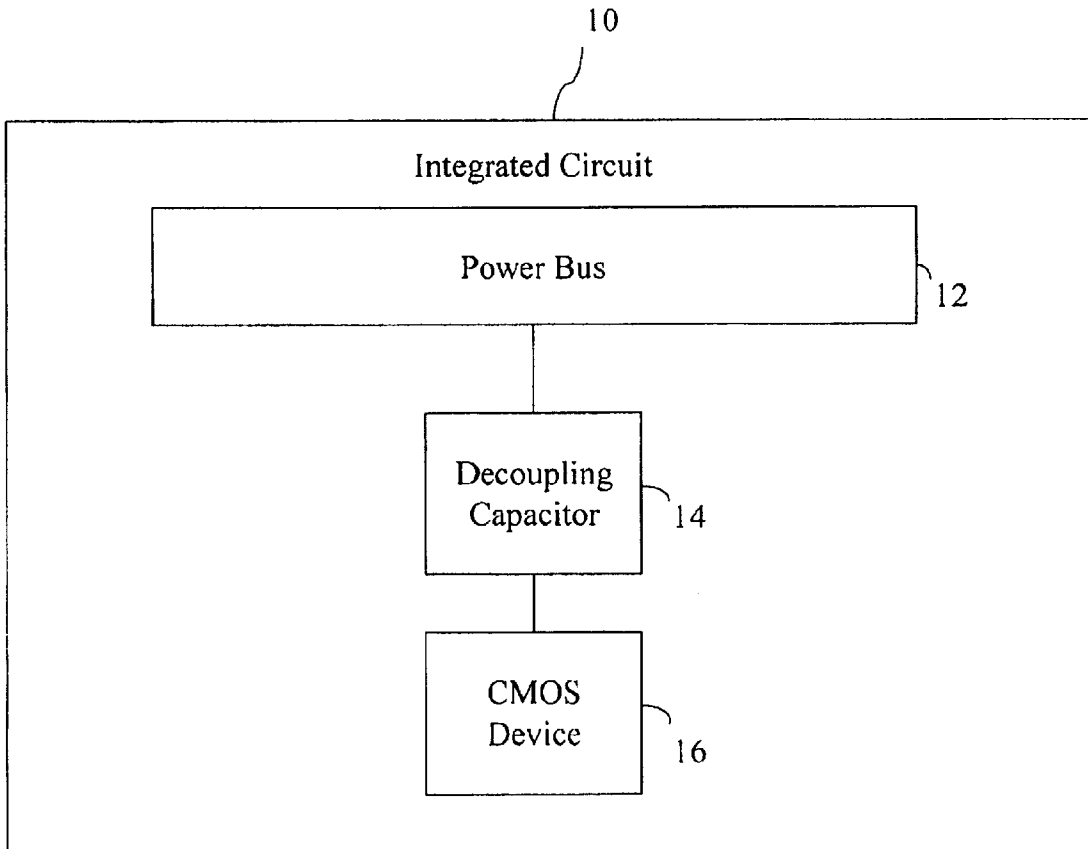 10
Integrated Circuit
Power Bus
12
Decoupling
Capacitor
14
CMOS
Device
16